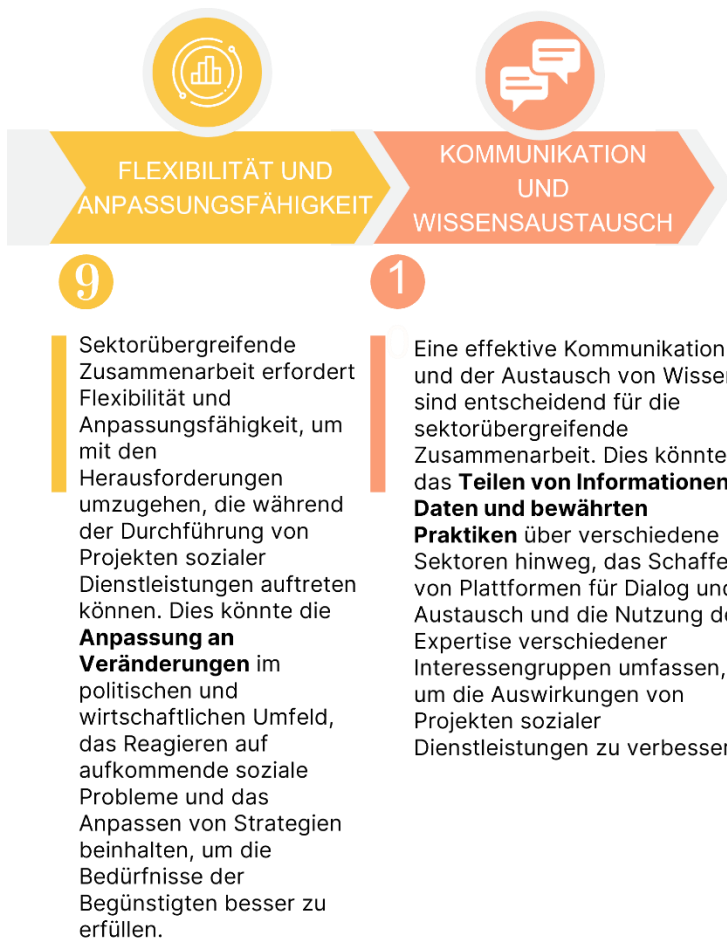 FLEXIBILITÄT UND
ANPASSUNGSFÄHIGKEIT
9
Sektorübergreifende
Zusammenarbeit erfordert
Flexibilität und
Anpassungsfähigkeit, um
mit den
Herausforderungen
umzugehen, die während
der Durchführung von
Projekten sozialer
Dienstleistungen auftreten
können. Dies könnte die
Anpassung an
Veränderungen im
politischen und
wirtschaftlichen Umfeld,
das Reagieren auf
aufkommende soziale
Probleme und das
Anpassen von Strategien
beinhalten, um die
Bedürfnisse der
Begünstigten besser zu
erfüllen.
KOMMUNIKATION
UND
WISSENSAUSTAUSCH
1
Eine effektive Kommunikation
und der Austausch von Wissen
sind entscheidend für die
sektorübergreifende
Zusammenarbeit. Dies könnte
das Teilen von Informationen
Daten und bewährten
Praktiken über verschiedene
Sektoren hinweg, das Schaffe
von Plattformen für Dialog und
Austausch und die Nutzung de
Expertise verschiedener
Interessengruppen umfassen,
um die Auswirkungen von
Projekten sozialer
Dienstleistungen zu verbesser